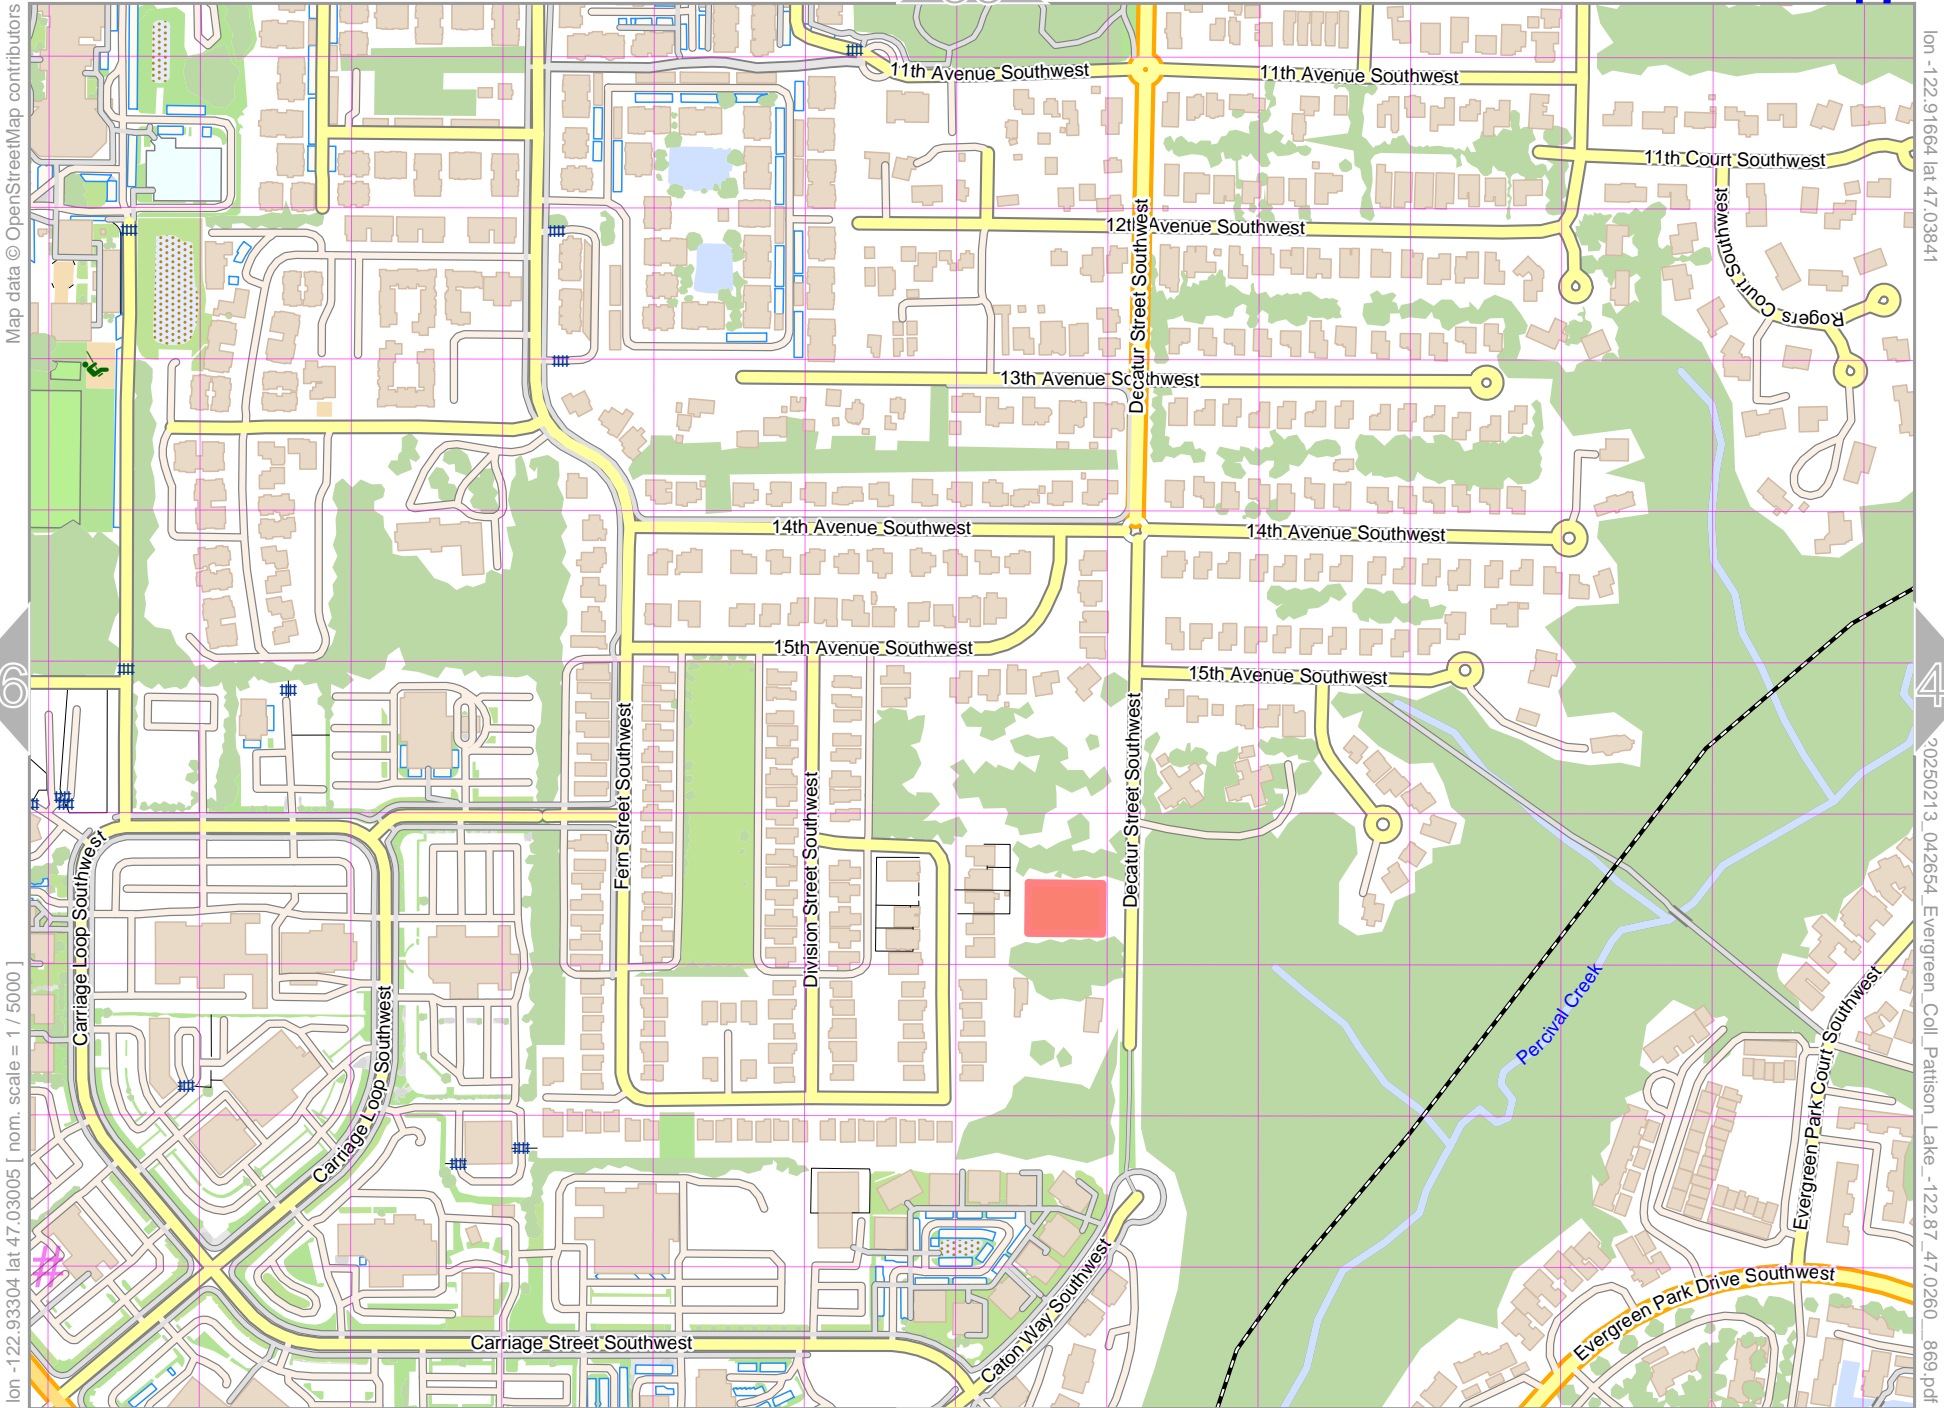 Map data © OpenStreetMap contributors
lon -122.91664 lat 47.03841
11th Avenue Southwest
11th Avenue Southwest
11th Court Southwest
Rogers Court Southwest
12th Avenue Southwest
Decatur Street Southwest
13th Avenue Southwest
14th Avenue Southwest
14th Avenue Southwest
15th Avenue Southwest
15th Avenue Southwest
6
4
Fern Street Southwest
Division Street Southwest
Decatur Street Southwest
Carriage Loop Southwest
Carriage Loop Southwest
Percival Creek
Evergreen Park Court Southwest
Evergreen Park Drive Southwest
Carriage Street Southwest
Caton Way Southwest
lon -122.93304 lat 47.03005 [ nom. scale = 1 / 5000 ]
20250213_042654_Evergreen_Coll_Pattison_Lake_-122.87_47.0260__869.pdf